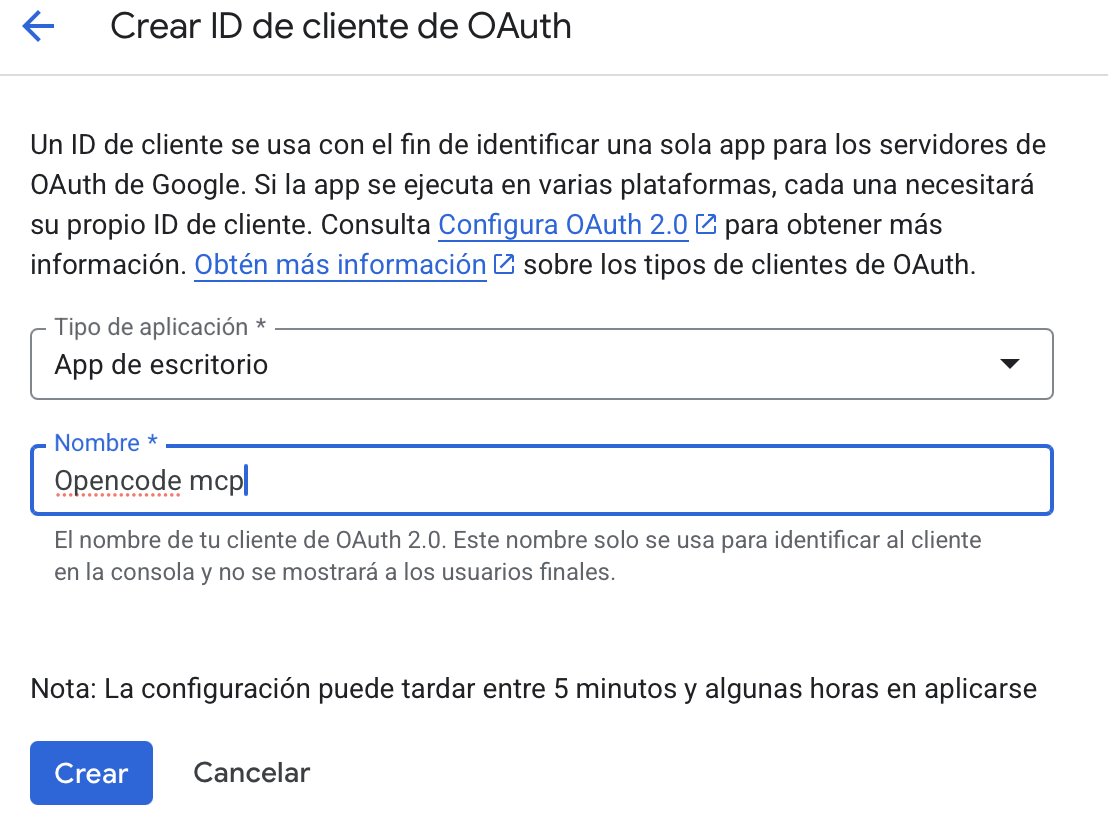 Crear ID de cliente de OAuth
Un ID de cliente se usa con el fin de identificar una sola app para los servidores de
OAuth de Google. Si la app se ejecuta en varias plataformas, cada una necesitará
su propio ID de cliente. Consulta Configura OAuth 2.0 para obtener más
información. Obtén más información sobre los tipos de clientes de OAuth.
Tipo de aplicación *
App de escritorio
Nombre *
Opencode mcp
El nombre de tu cliente de OAuth 2.0. Este nombre solo se usa para identificar al cliente
en la consola y no se mostrará a los usuarios finales.
Nota: La configuración puede tardar entre 5 minutos y algunas horas en aplicarse
Crear Cancelar